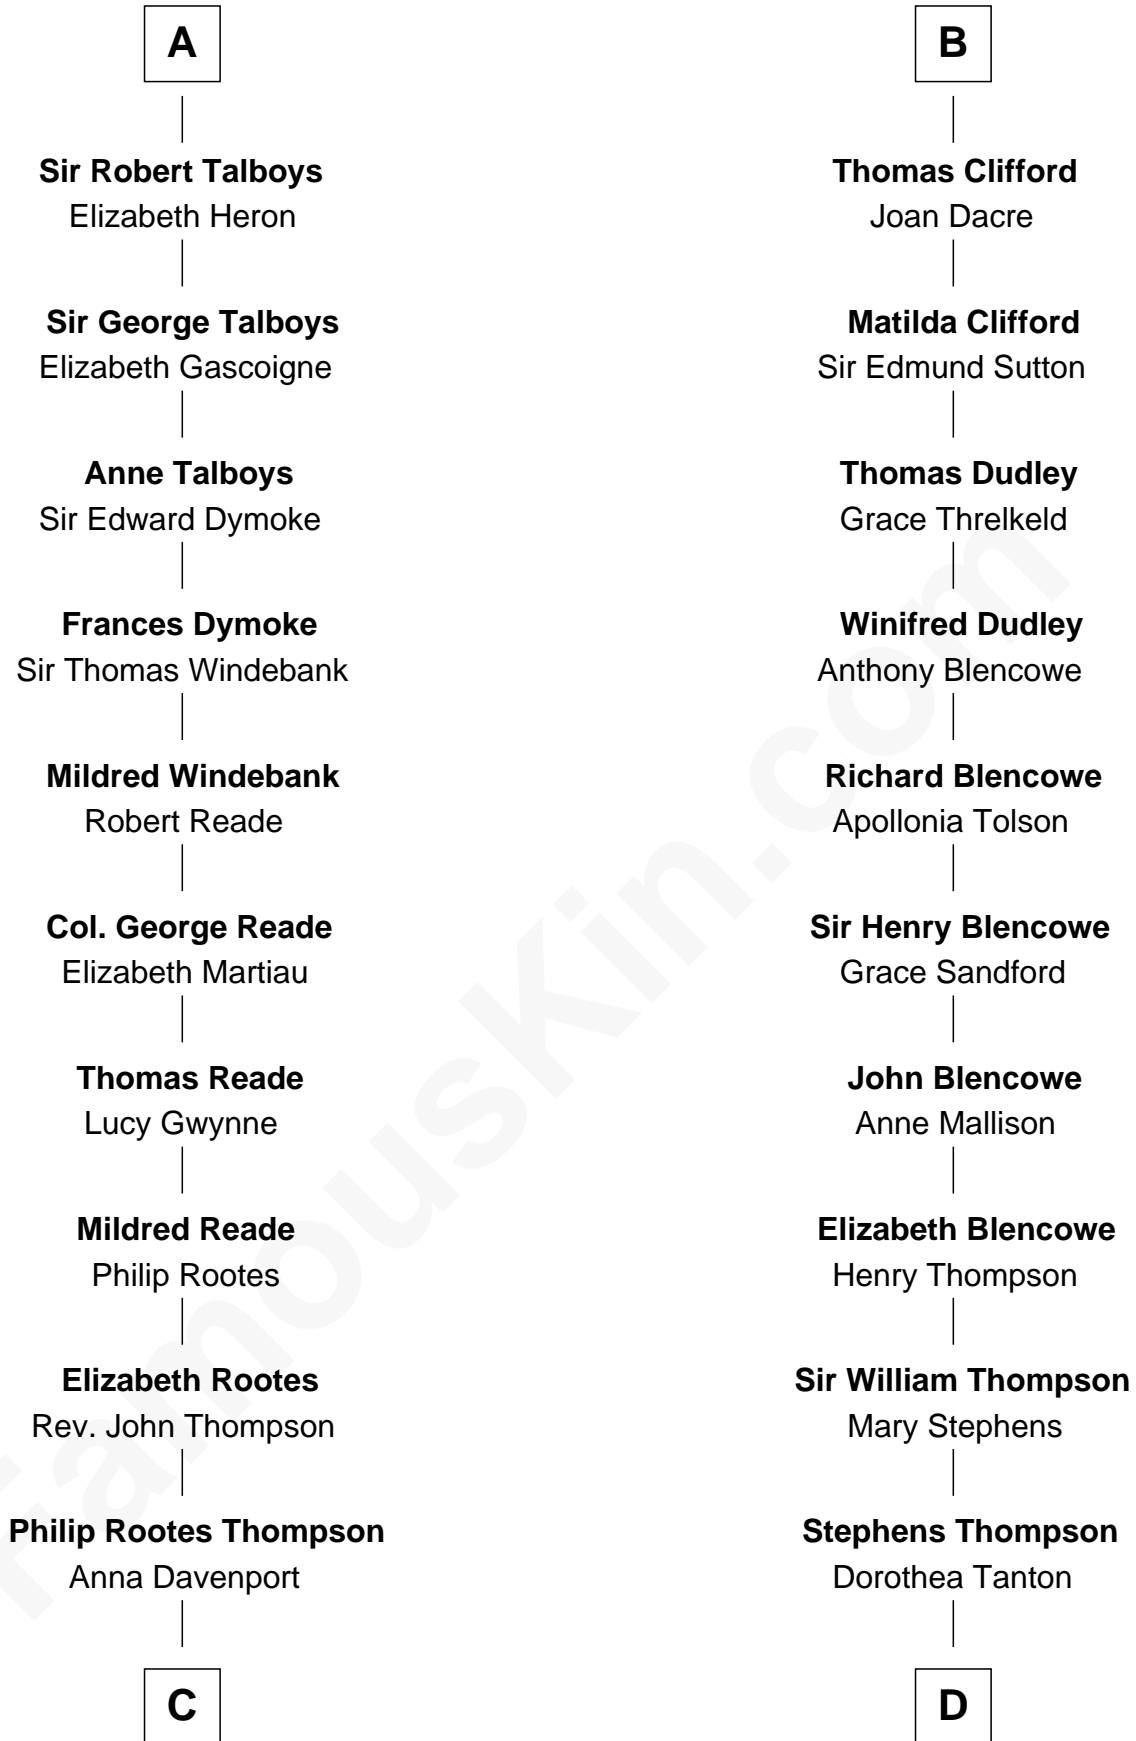 A
Sir Robert Talboys
Elizabeth Heron
Sir George Talboys
Elizabeth Gascoigne
Anne Talboys
Sir Edward Dymoke
Frances Dymoke
Sir Thomas Windebank
Mildred Windebank
Robert Reade
Col. George Reade
Elizabeth Martiau
Thomas Reade
Lucy Gwynne
Mildred Reade
Philip Rootes
Elizabeth Rootes
Rev. John Thompson
Philip Rootes Thompson
Anna Davenport
C
B
Thomas Clifford
Joan Dacre
Matilda Clifford
Sir Edmund Sutton
Thomas Dudley
Grace Threlkeld
Winifred Dudley
Anthony Blencowe
Richard Blencowe
Apollonia Tolson
Sir Henry Blencowe
Grace Sandford
John Blencowe
Anne Mallison
Elizabeth Blencowe
Henry Thompson
Sir William Thompson
Mary Stephens
Stephens Thompson
Dorothea Tanton
D
FamousKin.com